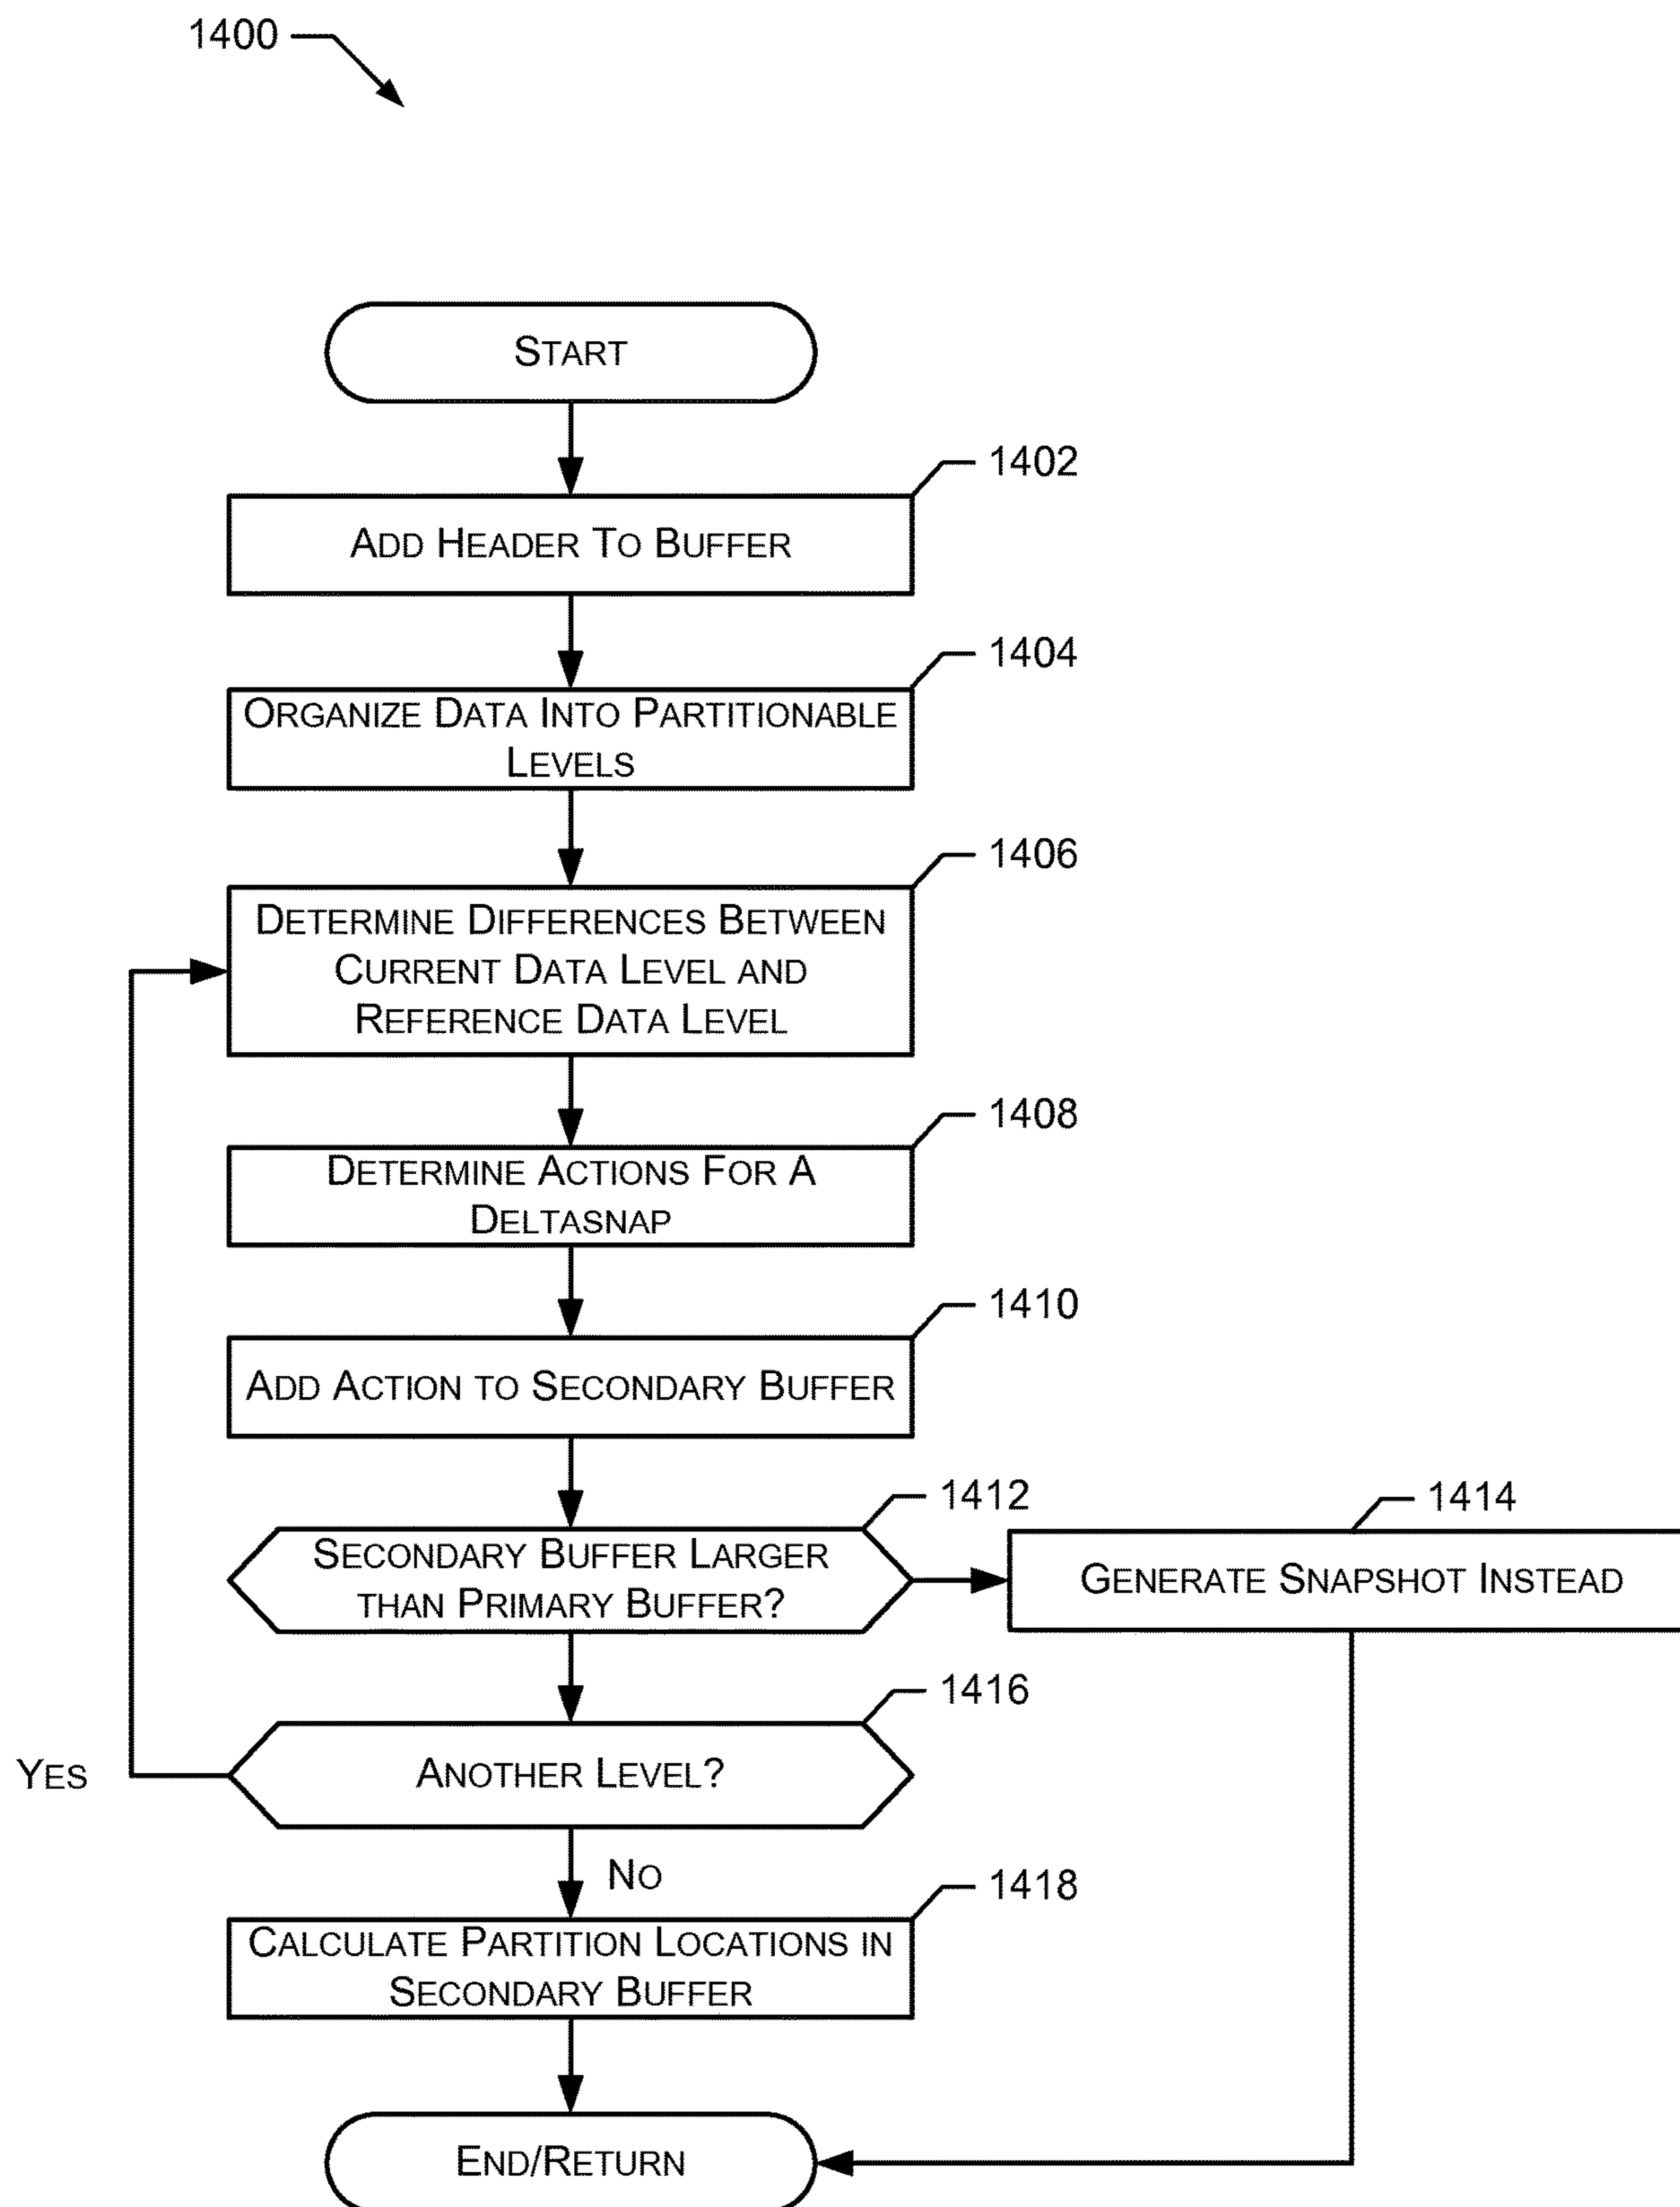 1400
START
1402
ADD HEADER TO BUFFER
1404
ORGANIZE DATA INTO PARTITIONABLE
LEVELS
1406
DETERMINE DIFFERENCES BETWEEN
CURRENT DATA LEVEL AND
REFERENCE DATA LEVEL
1408
DETERMINE ACTIONS FOR A
DELTASNAP
1410
ADD ACTION TO SECONDARY BUFFER
1412
SECONDARY BUFFER LARGER
THAN PRIMARY BUFFER?
1414
GENERATE SNAPSHOT INSTEAD
1416
ANOTHER LEVEL?
YES
NO
1418
CALCULATE PARTITION LOCATIONS IN
SECONDARY BUFFER
END/RETURN